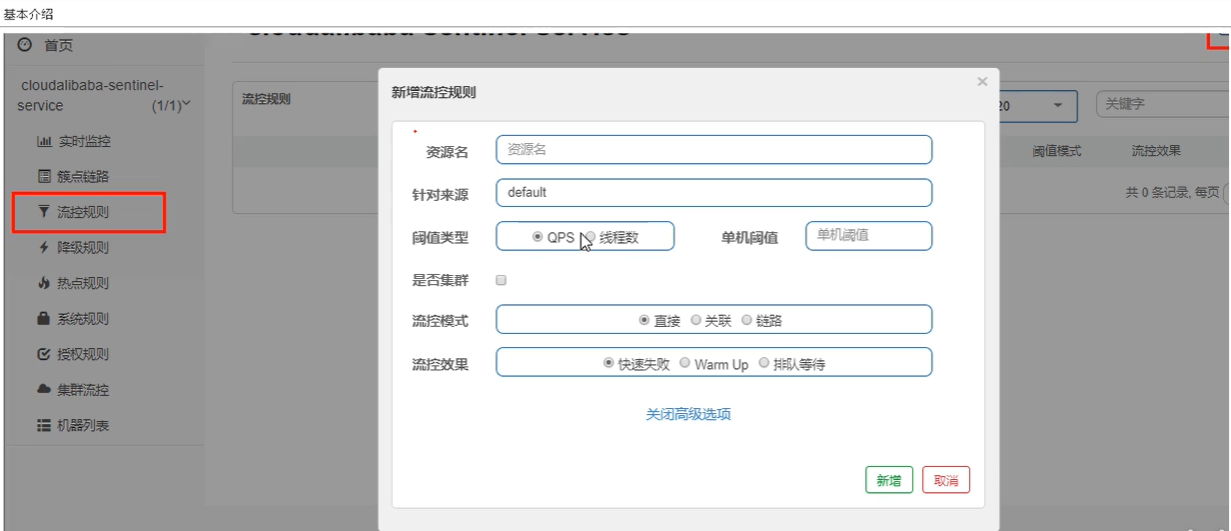 基本介绍
首页
cloudalibaba-sentinel-
service (1/1)
实时监控
簇点链路
流控规则
降级规则
热点规则
系统规则
授权规则
集群流控
机器列表
流控规则
20
关键字
阈值模式 流控效果
共 0 条记录, 每页
新增流控规则 ×
资源名 资源名
针对来源 default
阈值类型 QPS 线程数 单机阈值 单机阈值
是否集群
流控模式 直接 关联 链路
流控效果 快速失败 Warm Up 排队等待
关闭高级选项
新增 取消